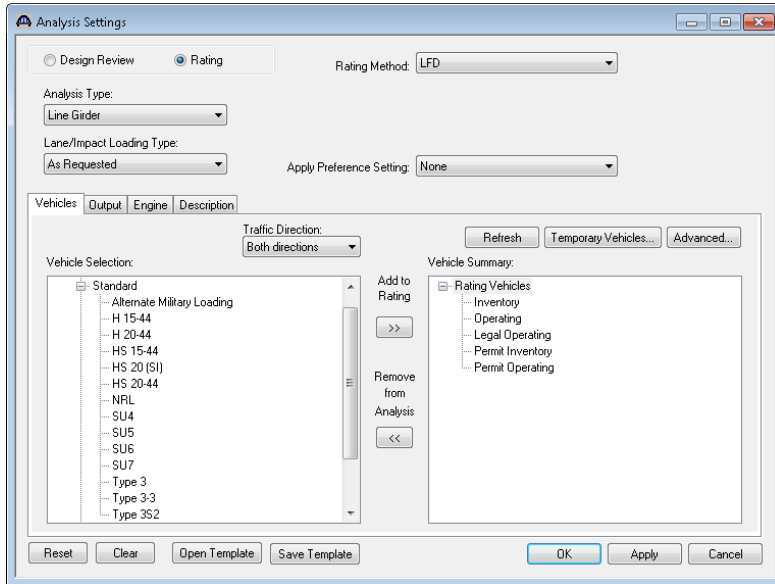 Analysis Settings
Design Review
Rating
Rating Method:
LFD
Analysis Type:
Line Girder
Lane/Impact Loading Type:
As Requested
Apply Preference Setting:
None
Vehicles
Output
Engine
Description
Traffic Direction:
Both directions
Refresh
Temporary Vehicles...
Advanced...
Vehicle Selection:
Standard
Alternate Military Loading
H 15-44
H 20-44
HS 15-44
HS 20 (SI)
HS 20-44
NRL
SU4
SU5
SU6
SU7
Type 3
Type 3-3
Type 3S2
Add to
Rating
>>
Remove
from
Analysis
<<
Vehicle Summary:
Rating Vehicles
Inventory
Operating
Legal Operating
Permit Inventory
Permit Operating
Reset
Clear
Open Template
Save Template
OK
Apply
Cancel